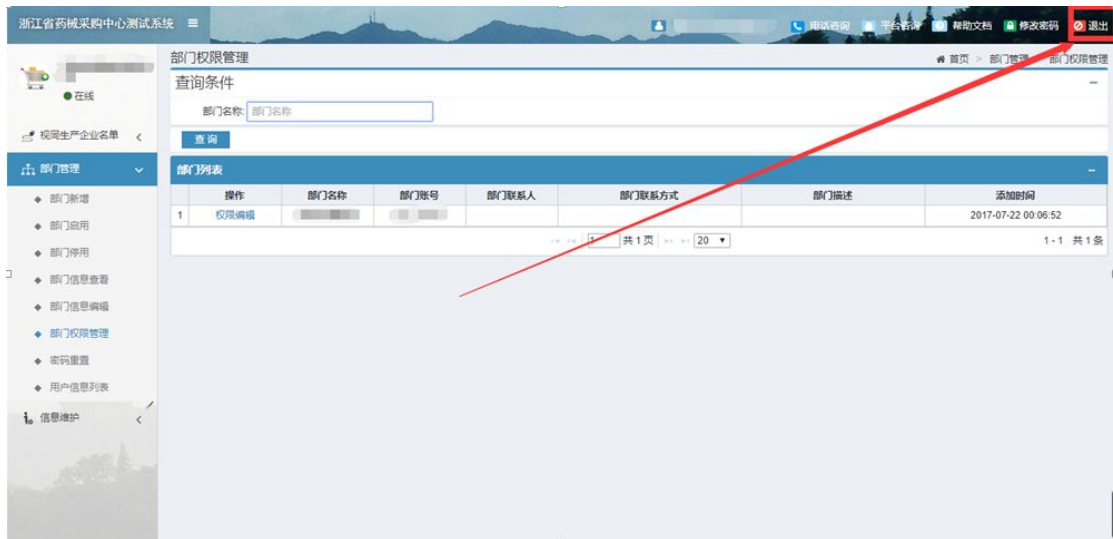 浙江省药械采购中心测试系统
电话咨询 平台咨询 帮助文档 修改密码 退出
在线
视同生产企业名单
部门管理
部门新增
部门启用
部门停用
部门信息查看
部门信息编辑
部门权限管理
密码重置
用户信息列表
信息维护
部门权限管理
首页 > 部门管理 部门权限管理
查询条件
部门名称: 部门名称
查询
部门列表
操作 部门名称 部门账号 部门联系人 部门联系方式 部门描述 添加时间
1 权限编辑 2017-07-22 00:06:52
1 共 1 页 20
1 - 1 共 1 条